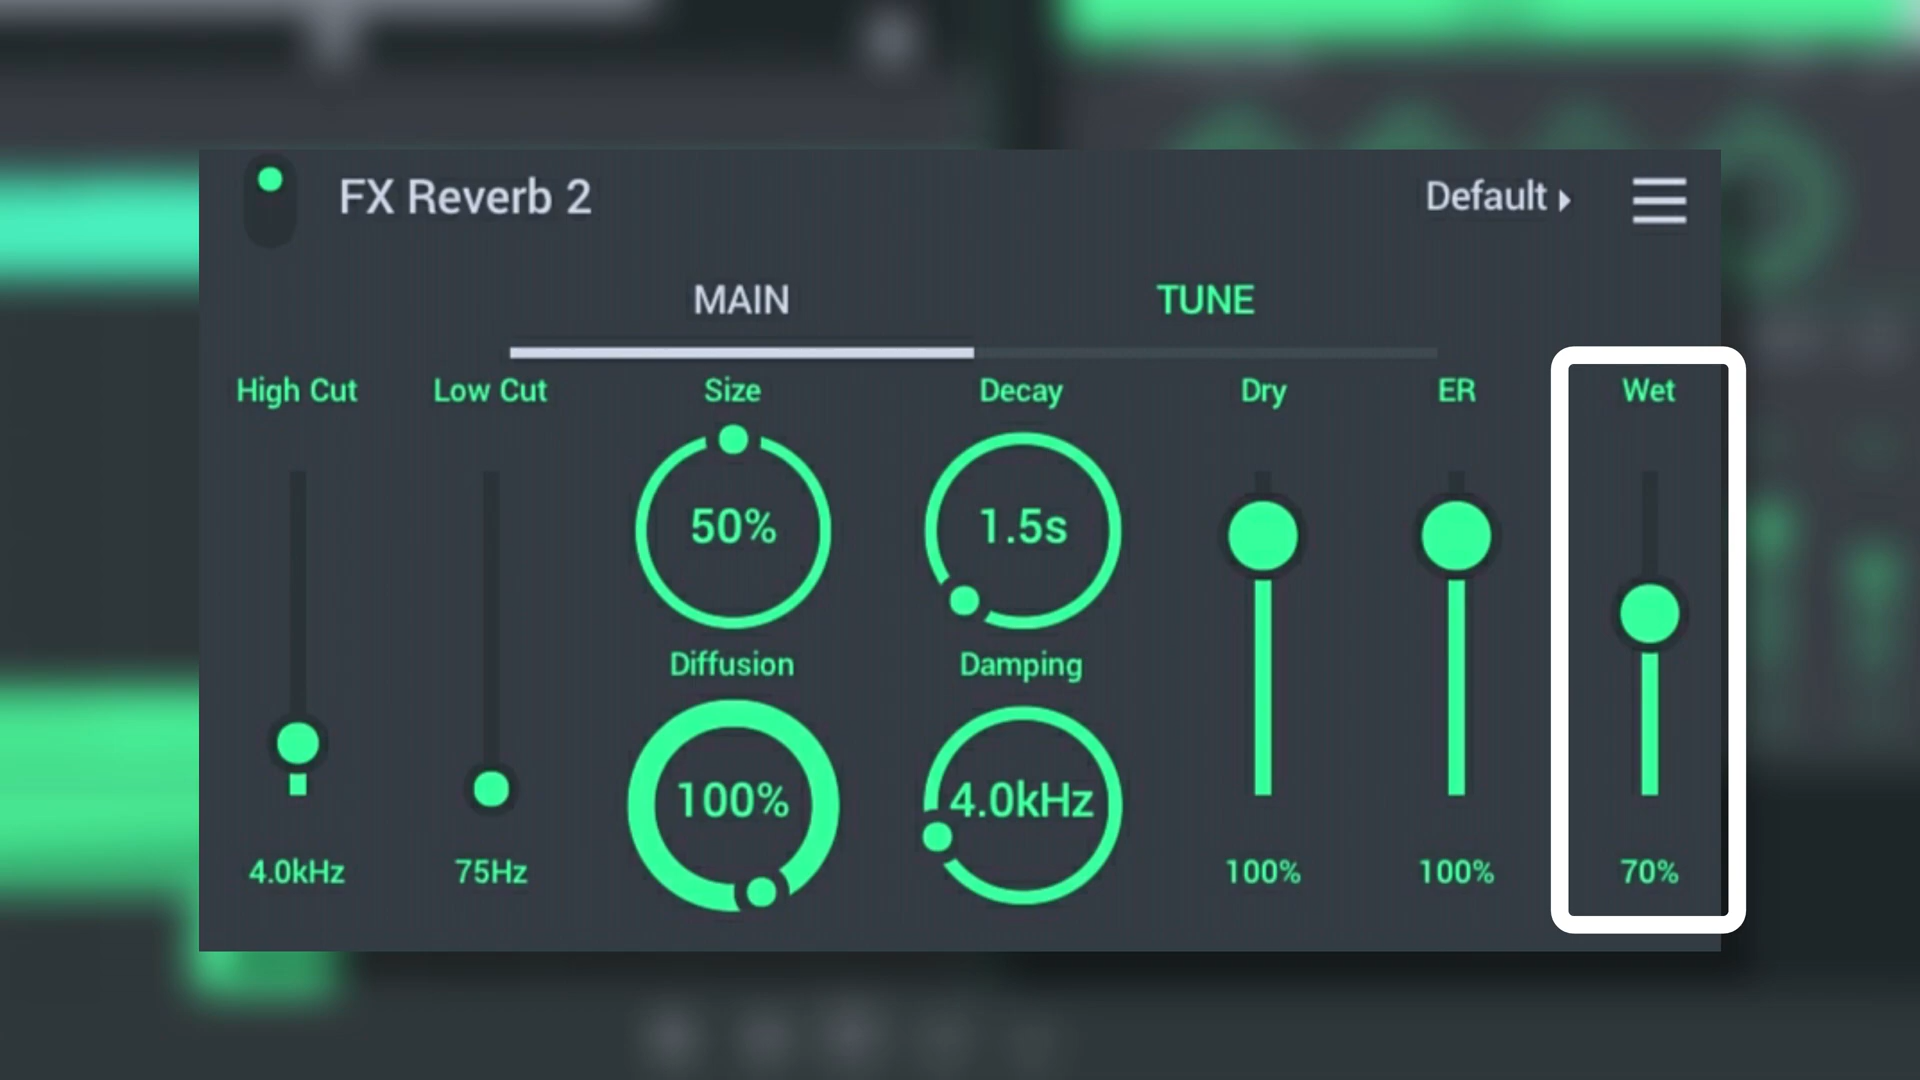 FX Reverb 2
Default
MAIN TUNE
High Cut Low Cut Size Decay Dry ER Wet
50% 1.5s
Diffusion Damping
100% 4.0kHz
4.0kHz 75Hz 100% 100% 70%